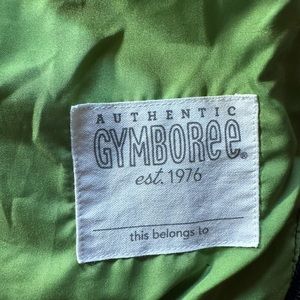 AUTHENTIC
GYMBOREE®
est. 1976
this belongs to